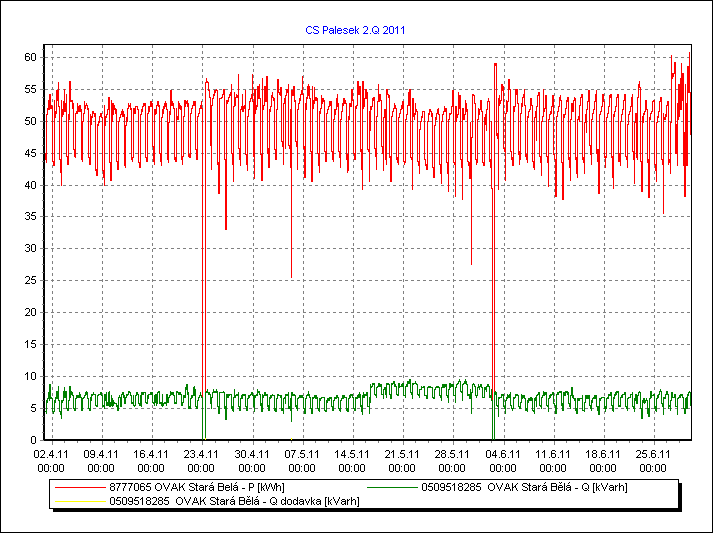 CS Palesek 2.Q 2011
60
55
50
45
40
35
30
25
20
15
10
5
0
02.4.11 09.4.11 16.4.11 23.4.11 30.4.11 07.5.11 14.5.11 21.5.11 28.5.11 04.6.11 11.6.11 18.6.11 25.6.11
00:00 00:00 00:00 00:00 00:00 00:00 00:00 00:00 00:00 00:00 00:00 00:00 00:00
8777065 OVAK Stará Belá - P [kWh] 0509518285 OVAK Stará Bělá - Q [kVarh]
0509518285 OVAK Stará Bělá - Q dodavka [kVarh]